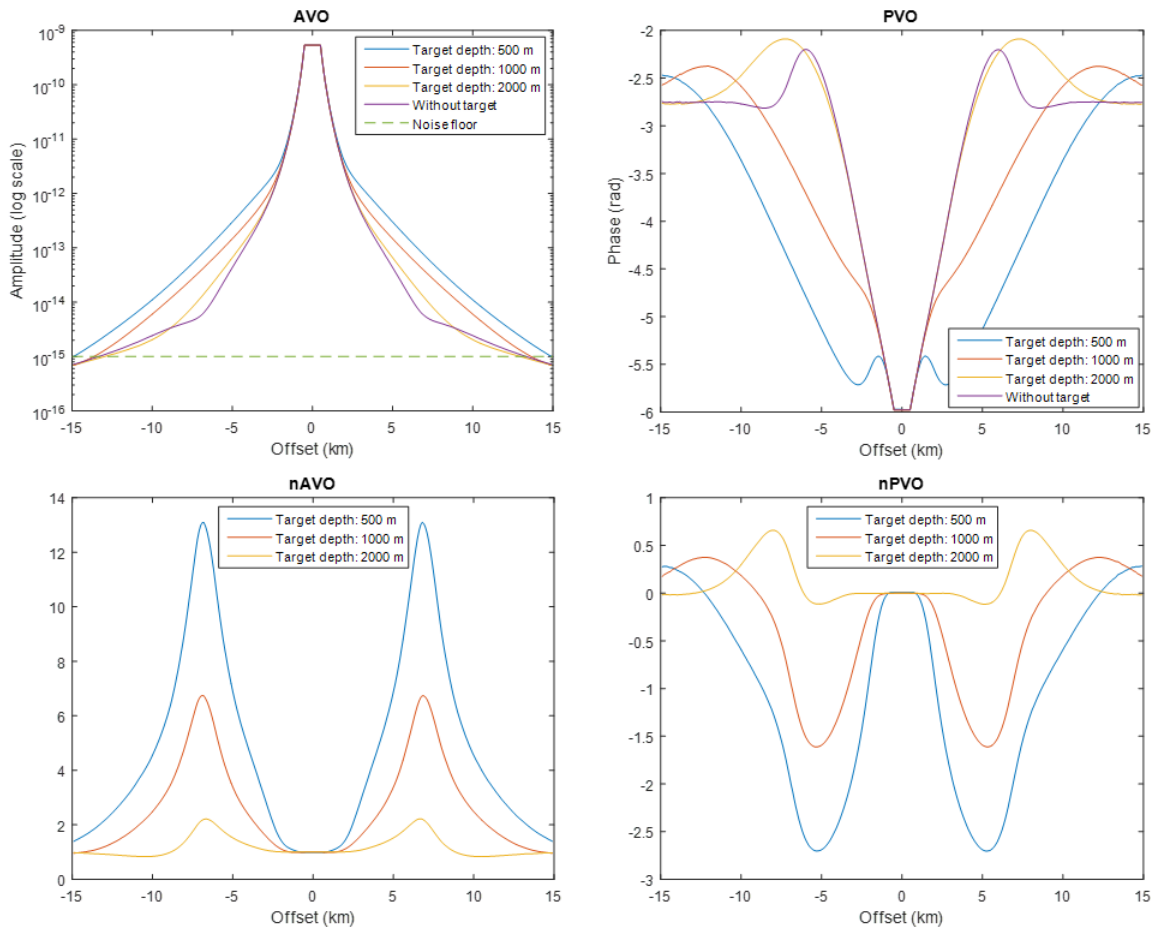 AVO
Amplitude (log scale)
10^-9
10^-10
10^-11
10^-12
10^-13
10^-14
10^-15
10^-16
Target depth: 500 m
Target depth: 1000 m
Target depth: 2000 m
Without target
Noise floor
-15 -10 -5 0 5 10 15
Offset (km)
PVO
Phase (rad)
-2
-2.5
-3
-3.5
-4
-4.5
-5
-5.5
-6
Target depth: 500 m
Target depth: 1000 m
Target depth: 2000 m
Without target
-15 -10 -5 0 5 10 15
Offset (km)
nAVO
14
12
10
8
6
4
2
0
Target depth: 500 m
Target depth: 1000 m
Target depth: 2000 m
-15 -10 -5 0 5 10 15
Offset (km)
nPVO
1
0.5
0
-0.5
-1
-1.5
-2
-2.5
-3
Target depth: 500 m
Target depth: 1000 m
Target depth: 2000 m
-15 -10 -5 0 5 10 15
Offset (km)